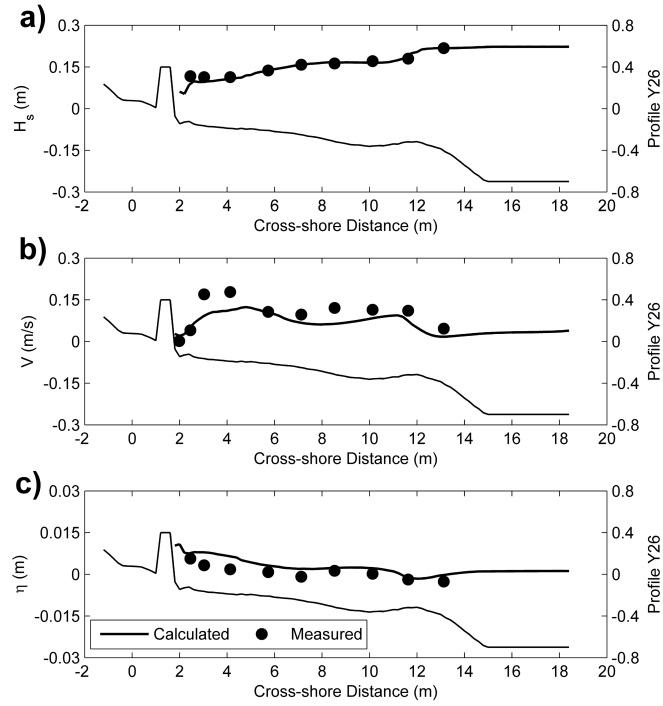 a)
0.3
0.15
0
-0.15
-0.3
H_s (m)
0.8
0.4
0
-0.4
-0.8
Profile Y26
-2 0 2 4 6 8 10 12 14 16 18 20
Cross-shore Distance (m)
b)
0.3
0.15
0
-0.15
-0.3
V (m/s)
0.8
0.4
0
-0.4
-0.8
Profile Y26
-2 0 2 4 6 8 10 12 14 16 18 20
Cross-shore Distance (m)
c)
0.03
0.015
0
-0.015
-0.03
η (m)
0.8
0.4
0
-0.4
-0.8
Profile Y26
Calculated Measured
-2 0 2 4 6 8 10 12 14 16 18 20
Cross-shore Distance (m)